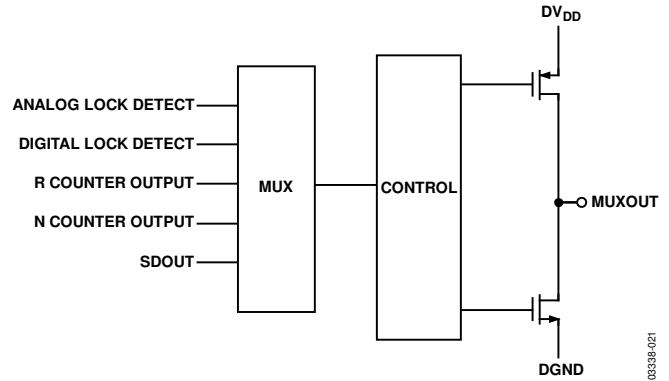 DVDD
ANALOG LOCK DETECT
DIGITAL LOCK DETECT
R COUNTER OUTPUT
N COUNTER OUTPUT
SDOUT
MUX
CONTROL
MUXOUT
DGND
03338-021